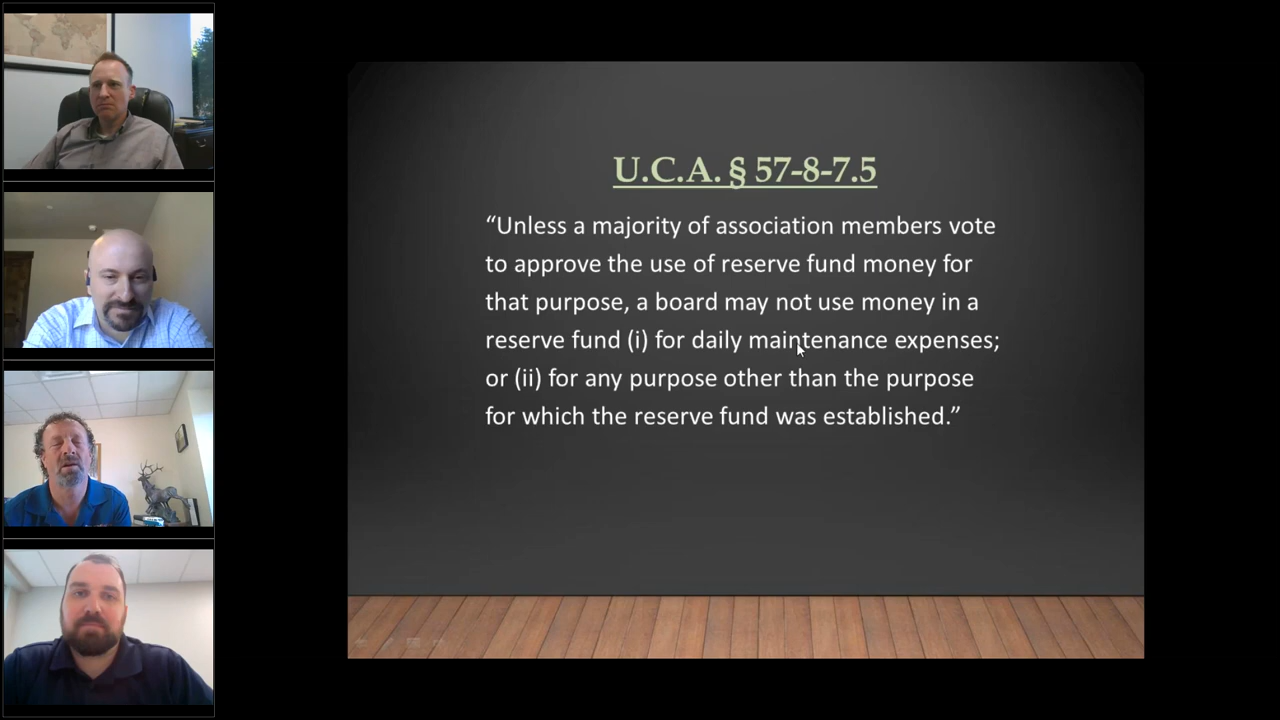 U.C.A. § 57-8-7.5
“Unless a majority of association members vote
to approve the use of reserve fund money for
that purpose, a board may not use money in a
reserve fund (i) for daily maintenance expenses;
or (ii) for any purpose other than the purpose
for which the reserve fund was established.”